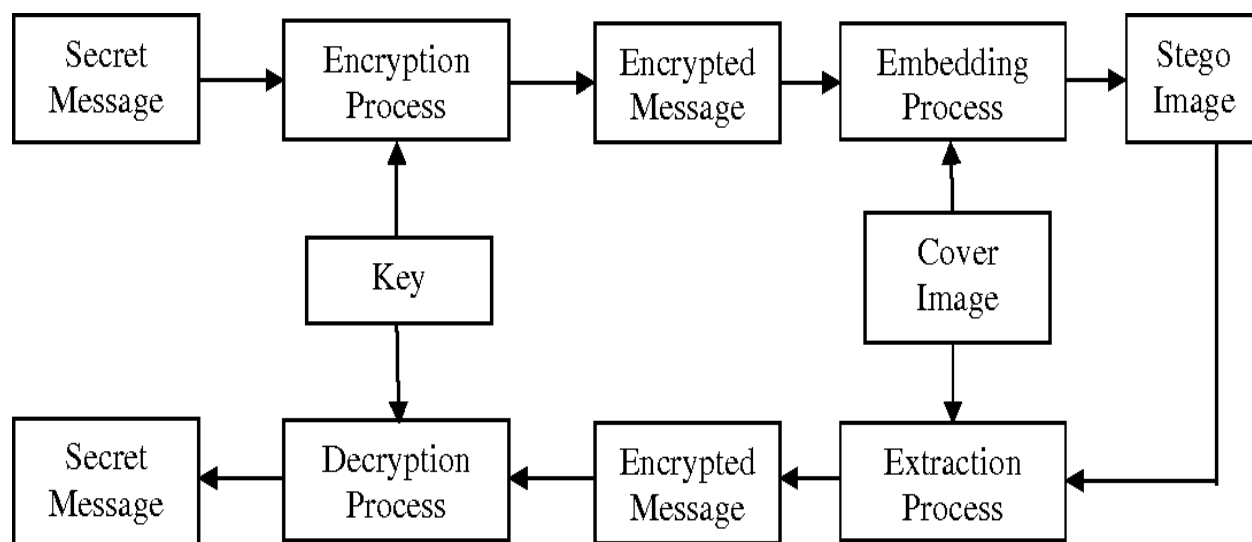 Secret
Message
Encryption
Process
Encrypted
Message
Embedding
Process
Stego
Image
Key
Cover
Image
Secret
Message
Decryption
Process
Encrypted
Message
Extraction
Process